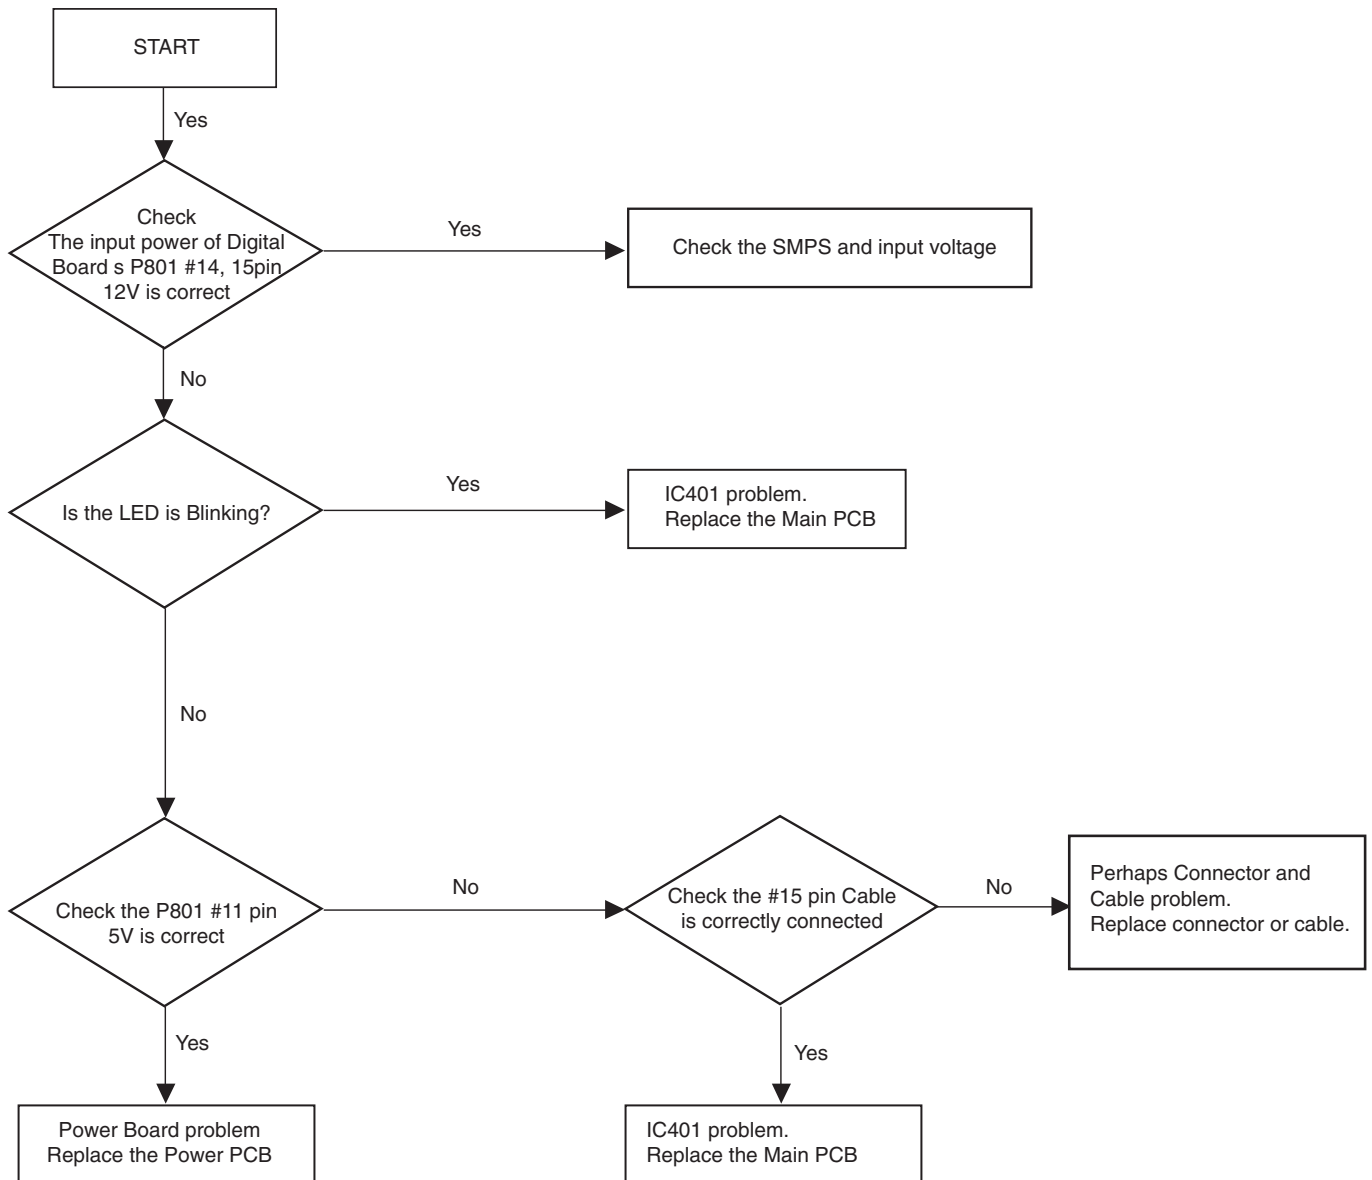 START
Yes
Check
The input power of Digital
Board s P801 #14, 15pin
12V is correct
Yes
Check the SMPS and input voltage
No
Is the LED is Blinking?
Yes
IC401 problem.
Replace the Main PCB
No
Check the P801 #11 pin
5V is correct
No
Check the #15 pin Cable
is correctly connected
No
Perhaps Connector and
Cable problem.
Replace connector or cable.
Yes
Power Board problem
Replace the Power PCB
Yes
IC401 problem.
Replace the Main PCB